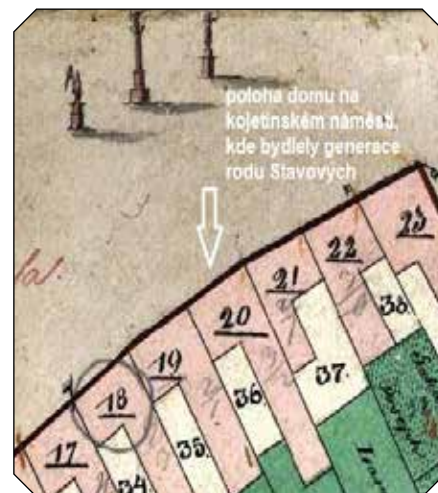 poloha domu na
kojetínském náměstí,
kde bydlely generace
rodu Stavových
la.
23
22
21
20
19
18
17
38.
37.
36.
35.
34